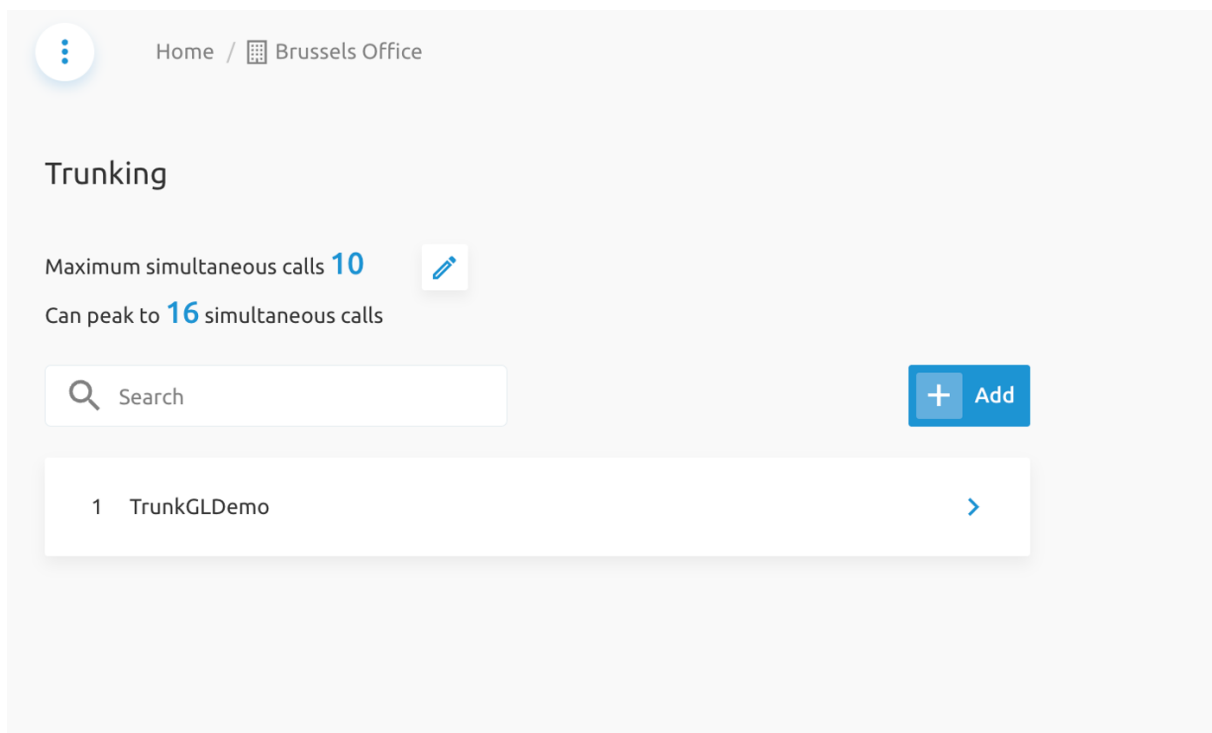 Home / Brussels Office
Trunking
Maximum simultaneous calls 10
Can peak to 16 simultaneous calls
Search
Add
1 TrunkGLDemo